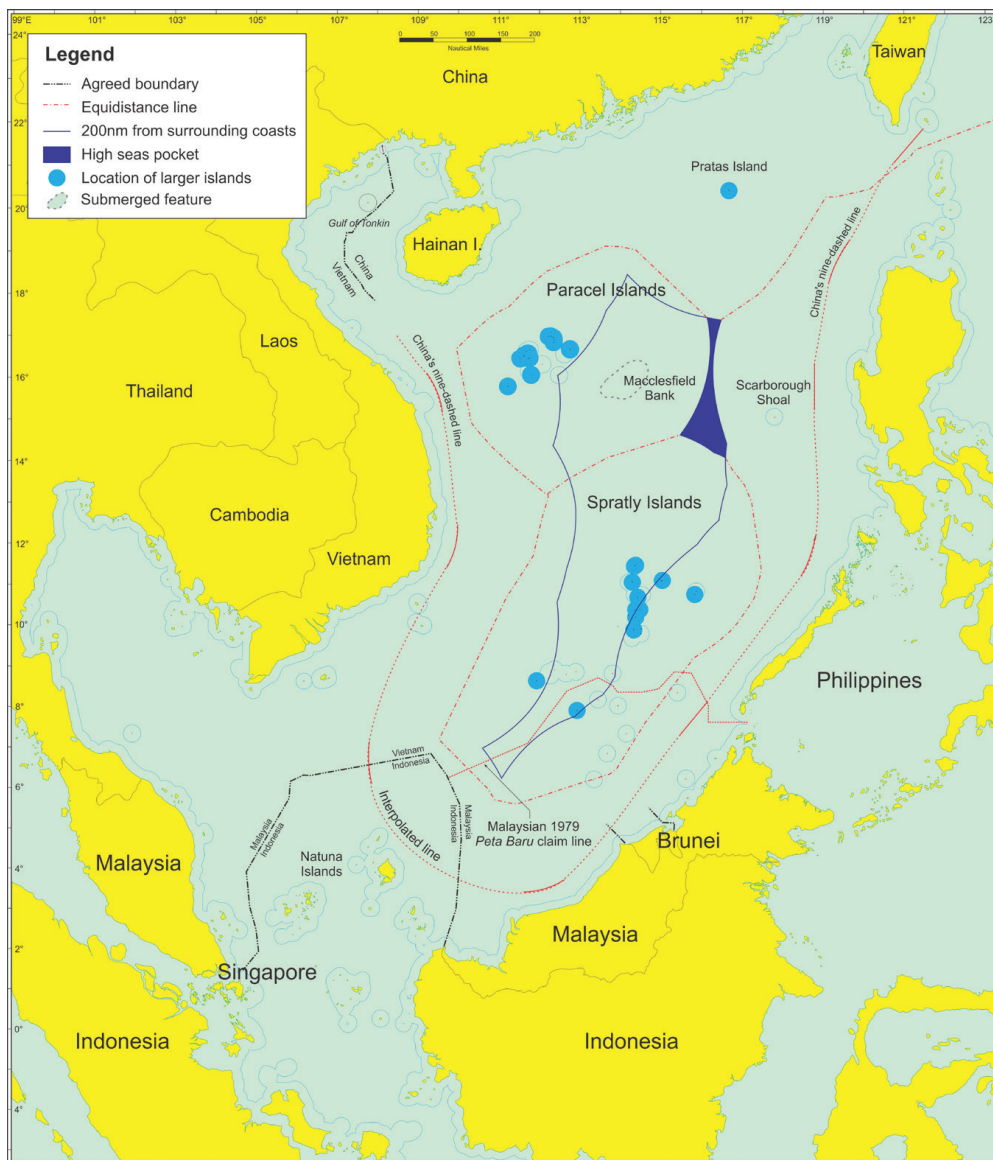 99°E
101°
103°
105°
107°
109°
111°
113°
115°
117°
119°
121°
123°
24°
22°
20°
18°
16°
14°
12°
10°
8°
6°
4°
2°
0°
2°
4°
0
50
100
150
200
Nautical Miles
Legend
Agreed boundary
Equidistance line
200nm from surrounding coasts
High seas pocket
Location of larger islands
Submerged feature
China
Taiwan
Pratas Island
Gulf of Tonkin
Hainan I.
China
Vietnam
China's nine-dashed line
Paracel Islands
Laos
China's nine-dashed line
Thailand
Macclesfield
Bank
Scarborough
Shoal
Cambodia
Spratly Islands
Vietnam
Philippines
Vietnam
Indonesia
Malaysia
Indonesia
Malaysia
Indonesia
Interpolated line
Malaysian 1979
Peta Baru claim line
Brunei
Malaysia
Natuna
Islands
Malaysia
Singapore
Indonesia
Indonesia